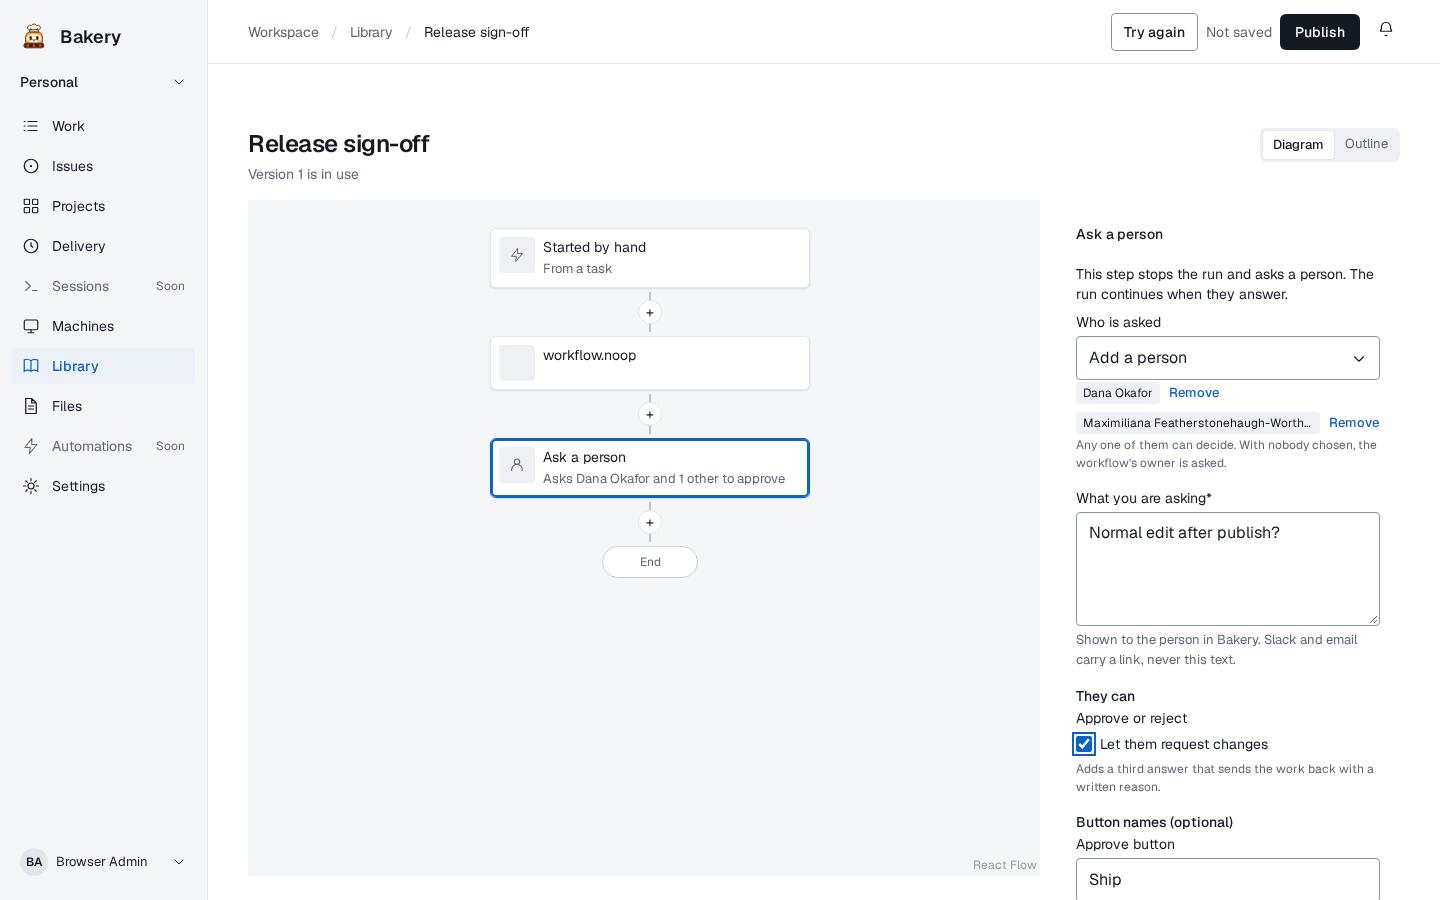 Bakery
Personal
Work
Issues
Projects
Delivery
Sessions Soon
Machines
Library
Files
Automations Soon
Settings
BA Browser Admin
Workspace / Library / Release sign-off
Try again Not saved Publish
Release sign-off
Version 1 is in use
Diagram Outline
Started by hand
From a task
+
workflow.noop
+
Ask a person
Asks Dana Okafor and 1 other to approve
+
End
React Flow
Ask a person
This step stops the run and asks a person. The
run continues when they answer.
Who is asked
Add a person
Dana Okafor Remove
Maximiliana Featherstonehaugh-Worth... Remove
Any one of them can decide. With nobody chosen, the
workflow's owner is asked.
What you are asking*
Normal edit after publish?
Shown to the person in Bakery. Slack and email
carry a link, never this text.
They can
Approve or reject
Let them request changes
Adds a third answer that sends the work back with a
written reason.
Button names (optional)
Approve button
Ship